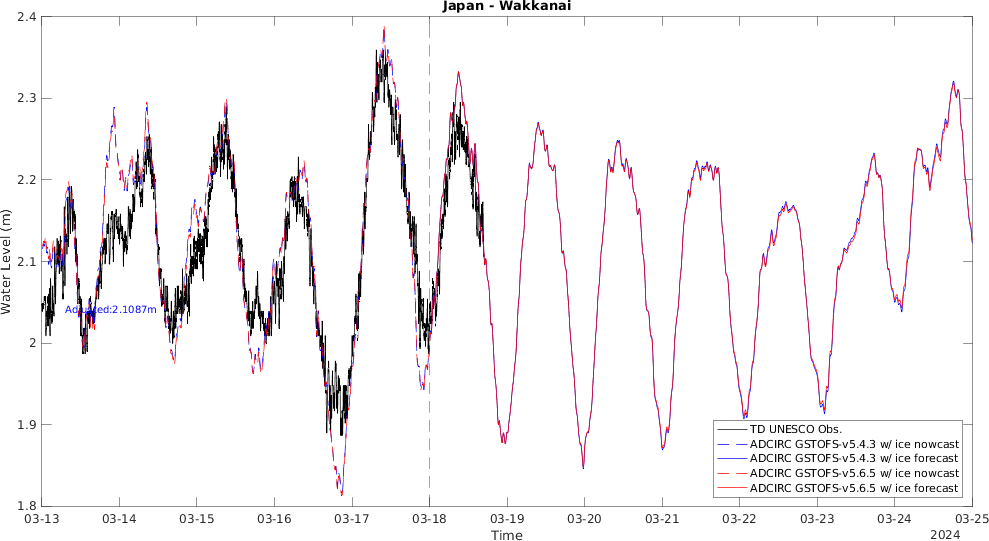 Japan - Wakkanai
Water Level (m)
2.4
2.3
2.2
2.1
2
1.9
1.8
Adjusted:2.1087m
TD UNESCO Obs.
ADCIRC GSTOFS-v5.4.3 w/ ice nowcast
ADCIRC GSTOFS-v5.4.3 w/ ice forecast
ADCIRC GSTOFS-v5.6.5 w/ ice nowcast
ADCIRC GSTOFS-v5.6.5 w/ ice forecast
03-13 03-14 03-15 03-16 03-17 03-18 03-19 03-20 03-21 03-22 03-23 03-24 03-25
Time
2024